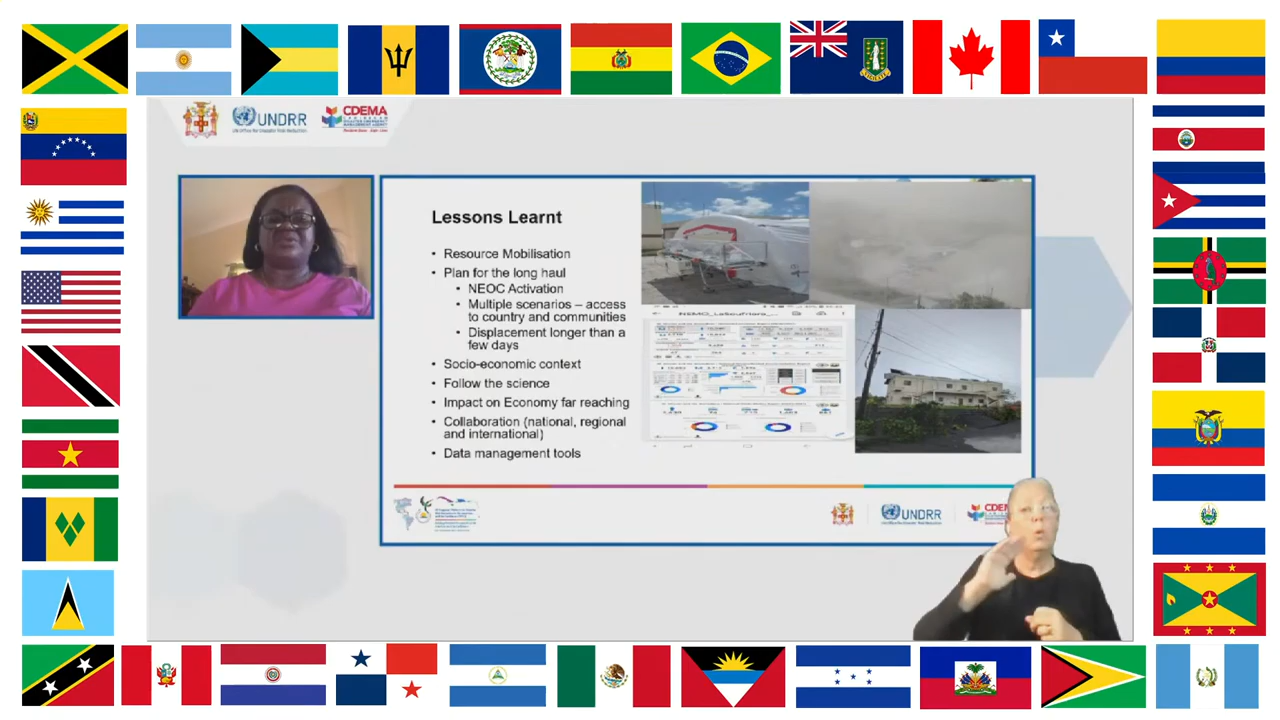 UNDRR
CDEMA
Lessons Learnt
• Resource Mobilisation
• Plan for the long haul
• NEOC Activation
• Multiple scenarios – access
to country and communities
• Displacement longer than a
few days
• Socio-economic context
• Follow the science
• Impact on Economy far reaching
• Collaboration (national, regional
and international)
• Data management tools
UNDRR